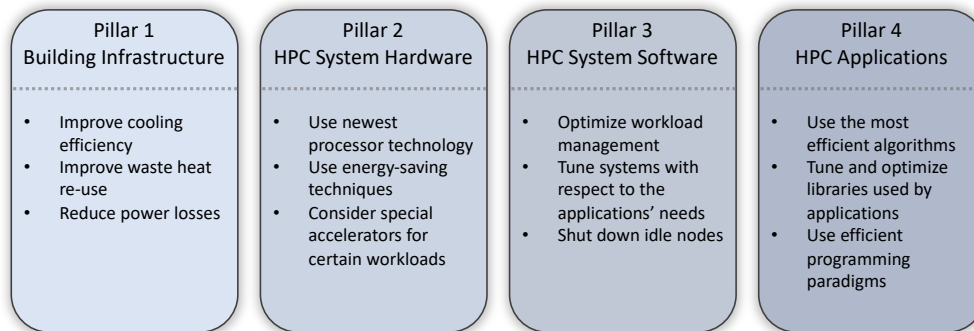 Pillar 1
Building Infrastructure
• Improve cooling
efficiency
• Improve waste heat
re-use
• Reduce power losses
Pillar 2
HPC System Hardware
• Use newest
processor technology
• Use energy-saving
techniques
• Consider special
accelerators for
certain workloads
Pillar 3
HPC System Software
• Optimize workload
management
• Tune systems with
respect to the
applications’ needs
• Shut down idle nodes
Pillar 4
HPC Applications
• Use the most
efficient algorithms
• Tune and optimize
libraries used by
applications
• Use efficient
programming
paradigms